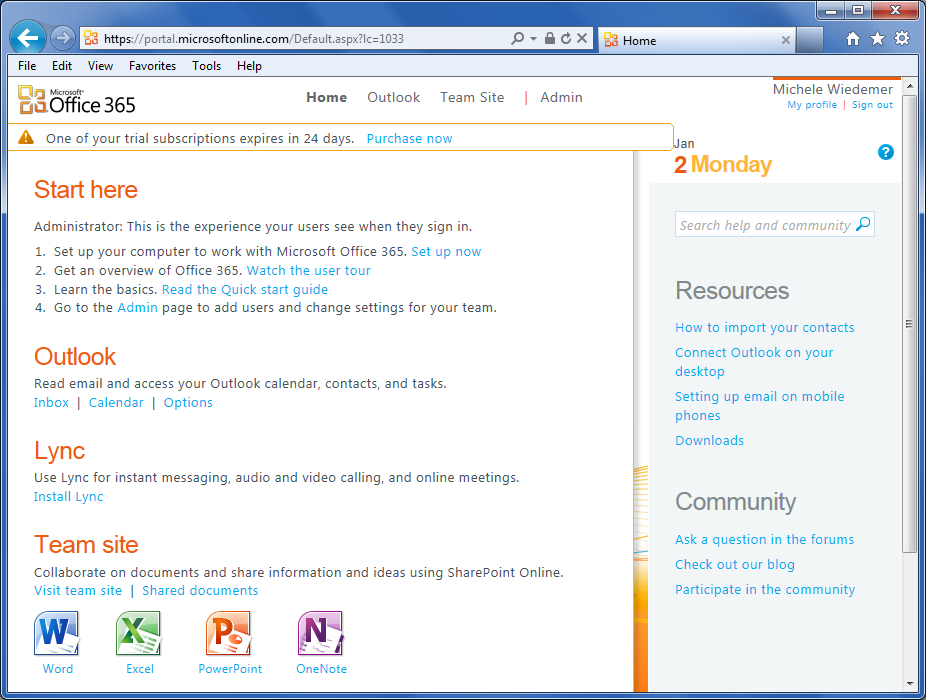 https://portal.microsoftonline.com/Default.aspx?lc=1033
Home
File Edit View Favorites Tools Help
Microsoft®
Office 365
Home Outlook Team Site | Admin
Michele Wiedemer
My profile | Sign out
One of your trial subscriptions expires in 24 days. Purchase now
Jan
2 Monday
?
Start here
Administrator: This is the experience your users see when they sign in.
1. Set up your computer to work with Microsoft Office 365. Set up now
2. Get an overview of Office 365. Watch the user tour
3. Learn the basics. Read the Quick start guide
4. Go to the Admin page to add users and change settings for your team.
Outlook
Read email and access your Outlook calendar, contacts, and tasks.
Inbox | Calendar | Options
Lync
Use Lync for instant messaging, audio and video calling, and online meetings.
Install Lync
Team site
Collaborate on documents and share information and ideas using SharePoint Online.
Visit team site | Shared documents
Word Excel PowerPoint OneNote
Search help and community
Resources
How to import your contacts
Connect Outlook on your
desktop
Setting up email on mobile
phones
Downloads
Community
Ask a question in the forums
Check out our blog
Participate in the community